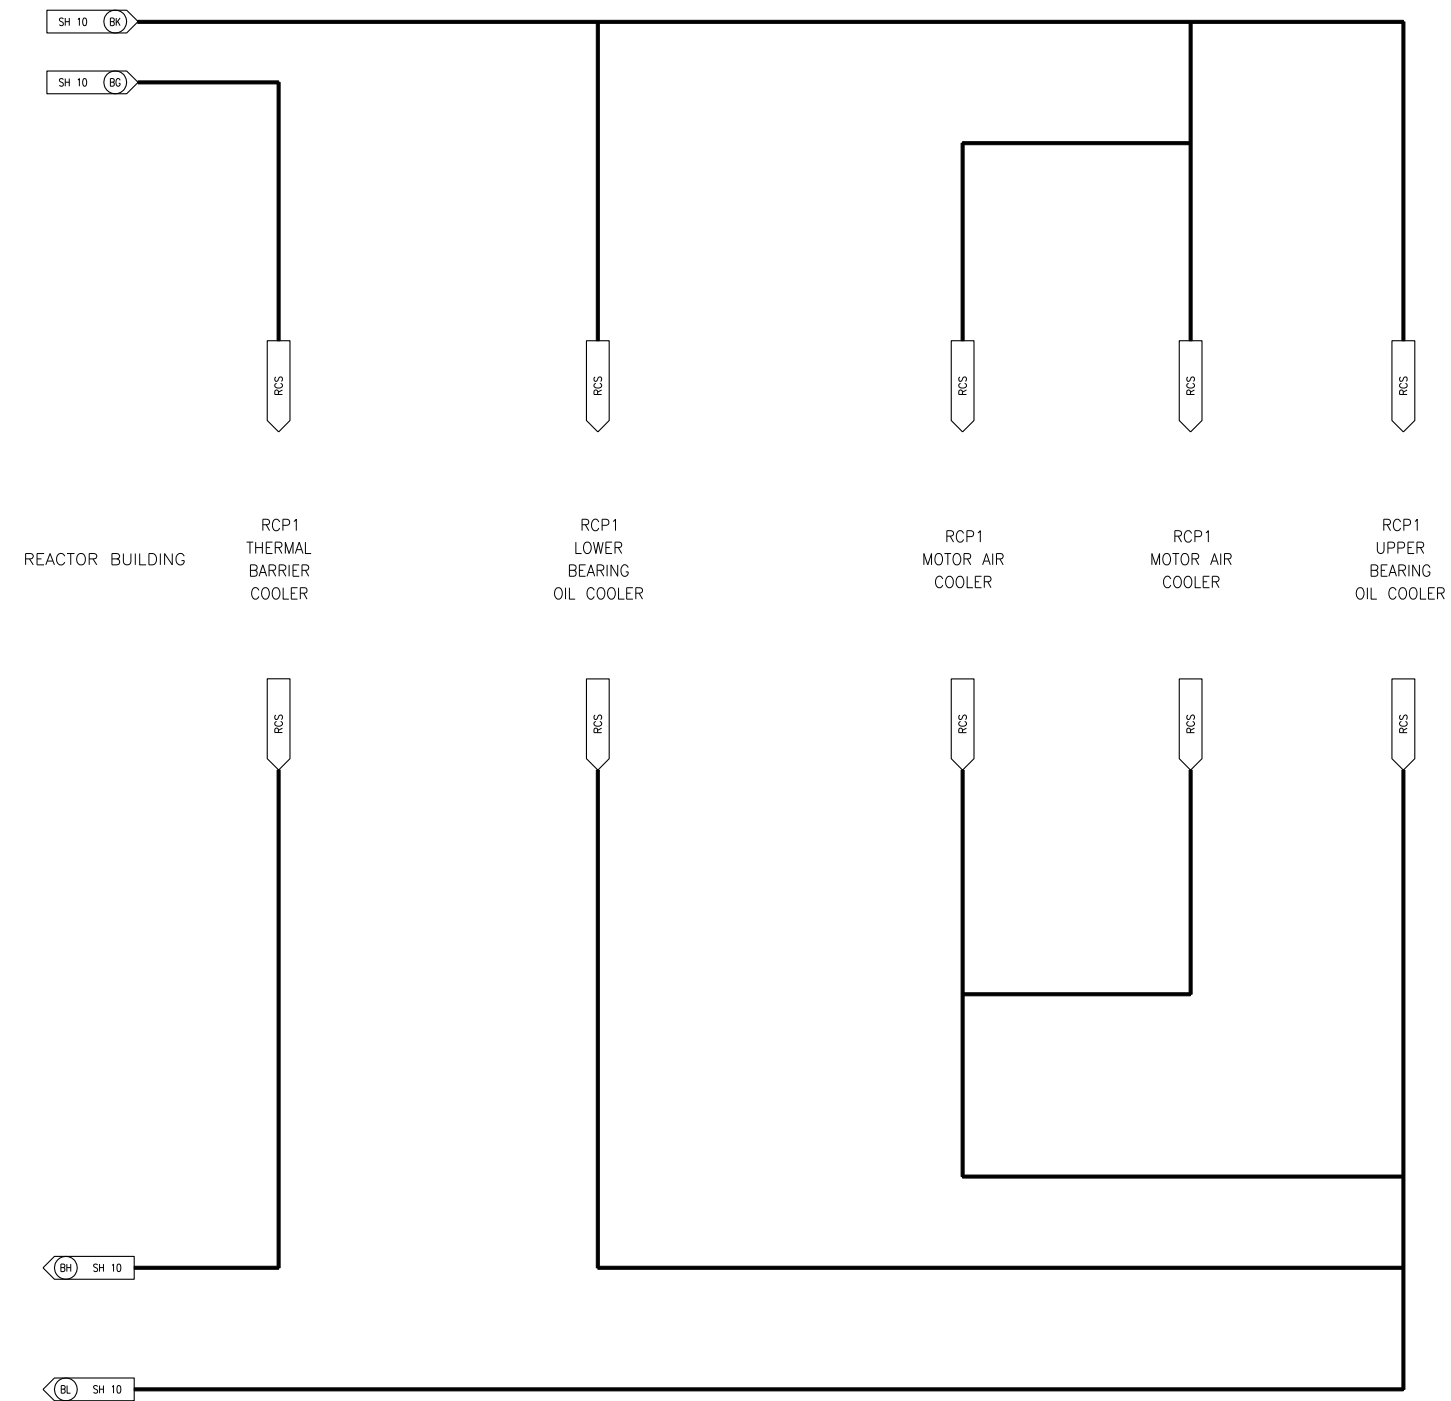 SH 10 BK
SH 10 BG
RCS RCS RCS RCS RCS
REACTOR BUILDING
RCP1
THERMAL
BARRIER
COOLER
RCP1
LOWER
BEARING
OIL COOLER
RCP1
MOTOR AIR
COOLER
RCP1
MOTOR AIR
COOLER
RCP1
UPPER
BEARING
OIL COOLER
RCS RCS RCS RCS RCS
BH SH 10
BL SH 10